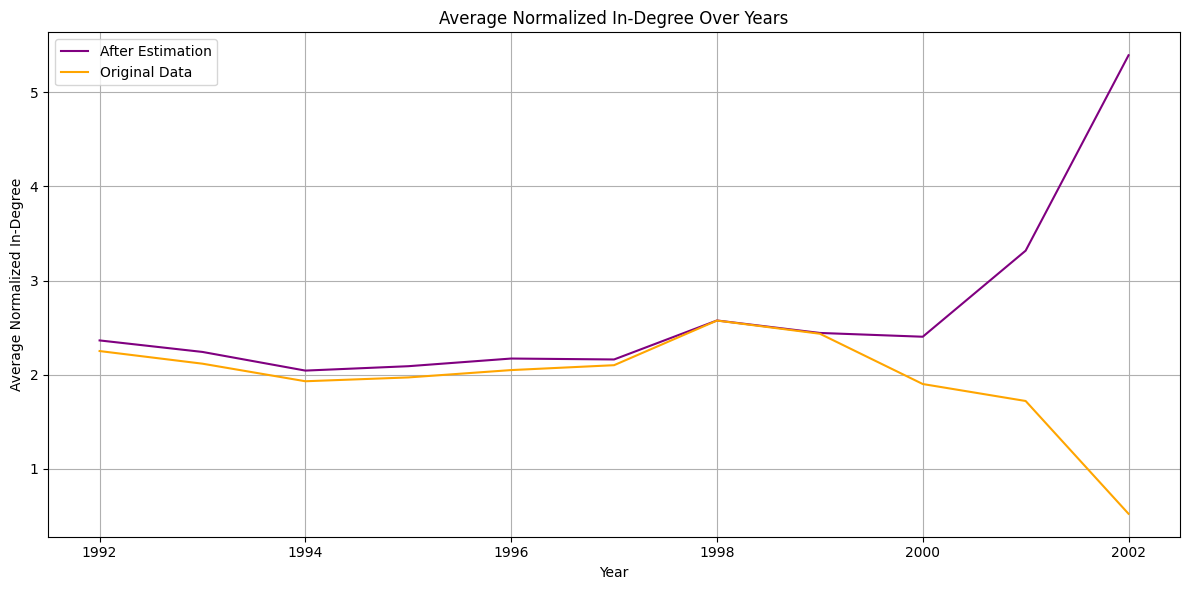 Average Normalized In-Degree Over Years
After Estimation
Original Data
Average Normalized In-Degree
5
4
3
2
1
1992
1994
1996
1998
2000
2002
Year